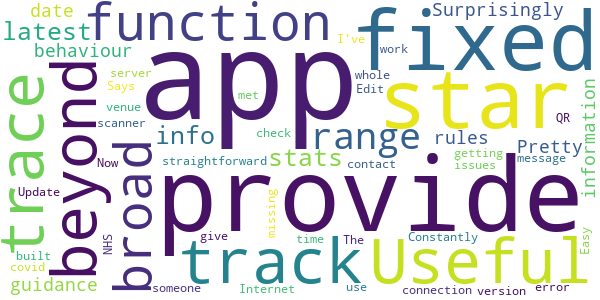 date
function
fixed
Surprisingly
latest
behaviour
I've
work
server
Says
app
whole
Edit
star
venue
met
scanner
info
check
range
rules
QR
information
trace
beyond
broad
Now
straightforward
stats
contact
getting
issues
Pretty
message
Update
provide
missing
NHS
built
covid
guidance
track
give
time
The
Constantly
Useful
Easy
someone
Internet
use
connection
version
error